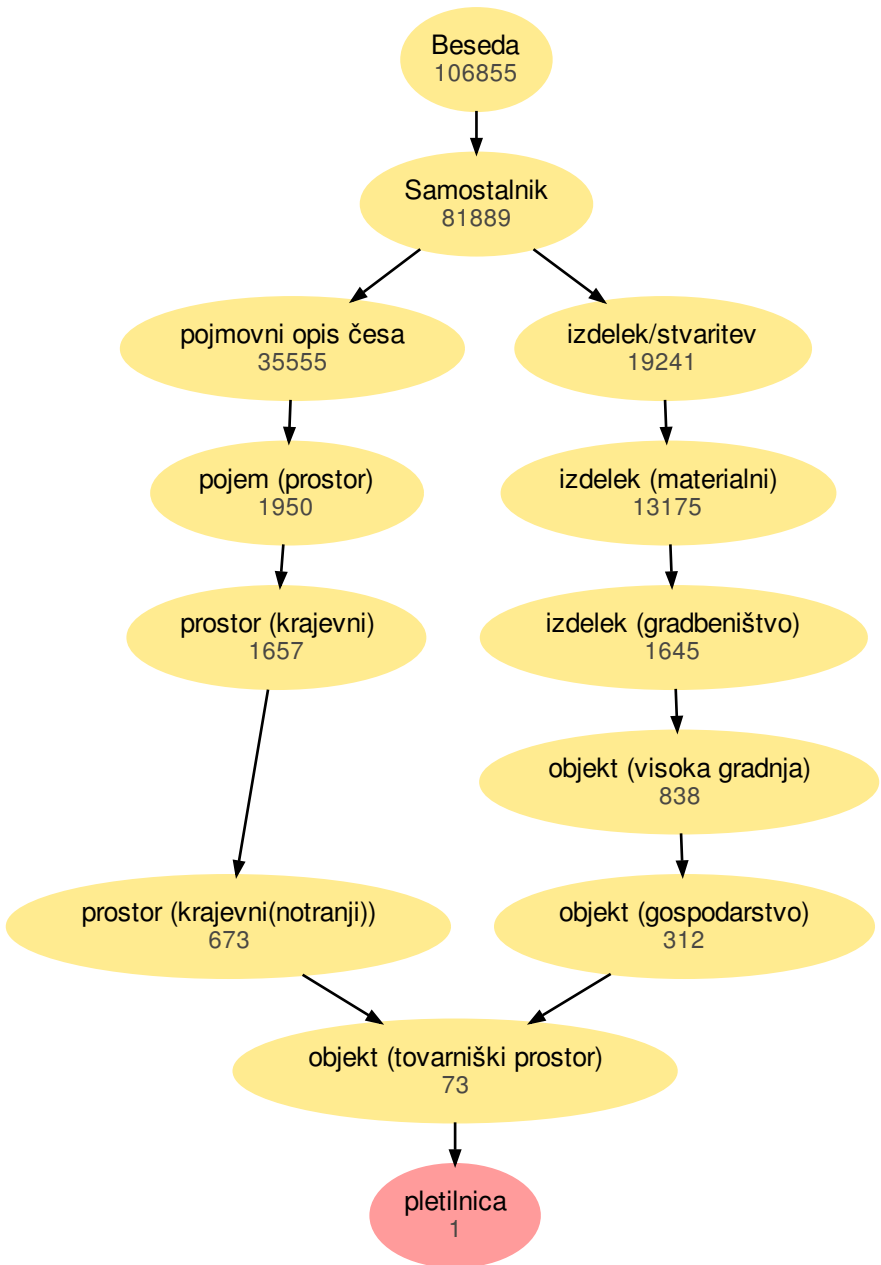 Beseda
106855
Samostalnik
81889
pojmovni opis česa
35555
izdelek/stvaritev
19241
pojem (prostor)
1950
izdelek (materialni)
13175
prostor (krajevni)
1657
izdelek (gradbeništvo)
1645
objekt (visoka gradnja)
838
prostor (krajevni(notranji))
673
objekt (gospodarstvo)
312
objekt (tovarniški prostor)
73
pletilnica
1